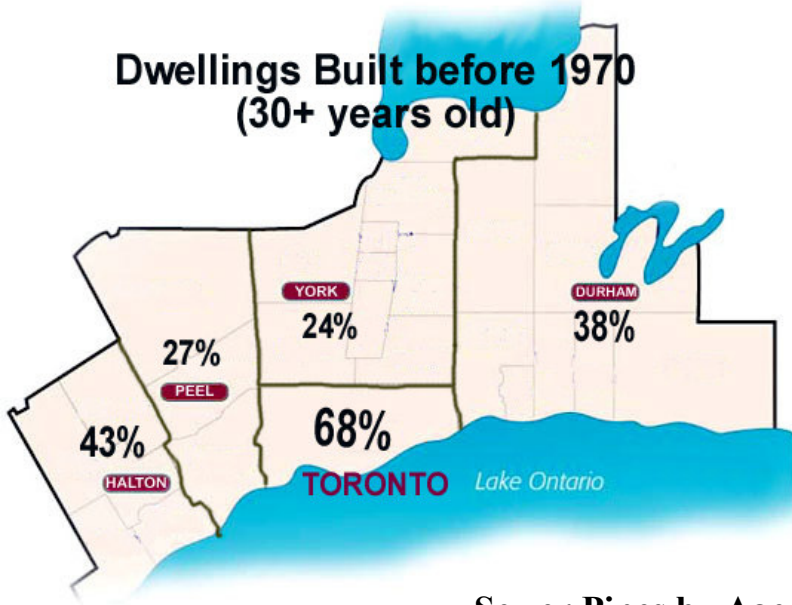 Dwellings Built before 1970
(30+ years old)
YORK
24%
DURHAM
38%
27%
PEEL
68%
TORONTO
43%
HALTON
Lake Ontario